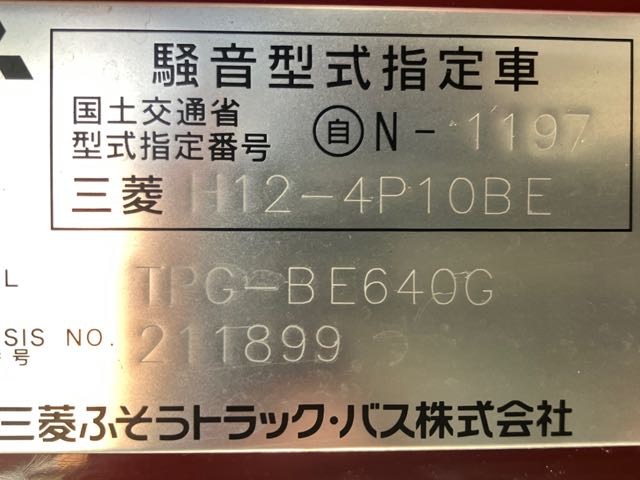 騒音型式指定車
国土交通省
型式指定番号 自 N-1197
三菱 H12-4P10BE
L TPG-BE640G
SIS NO. 211899
号
三菱ふそうトラック・バス株式会社